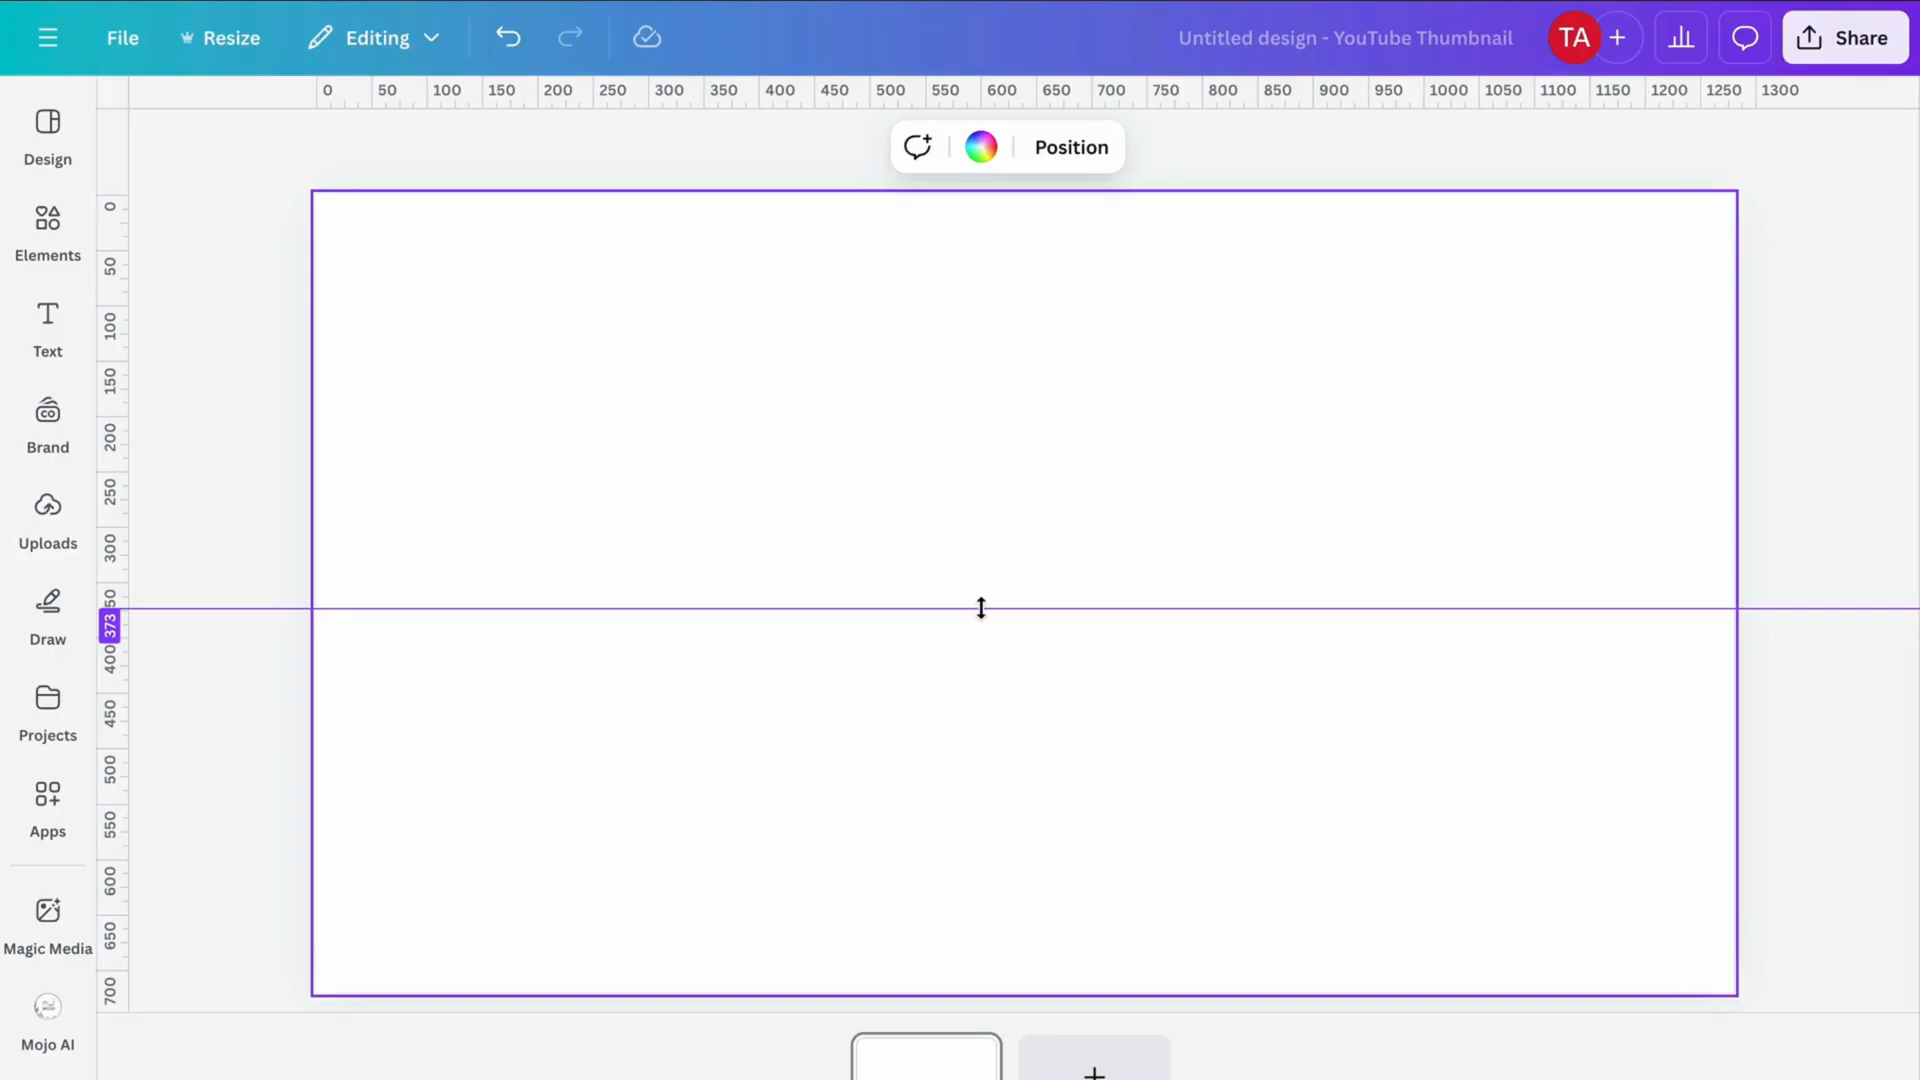 File
Resize
Editing
Untitled design - YouTube Thumbnail
TA
Share
0 50 100 150 200 250 300 350 400 450 500 550 600 650 700 750 800 850 900 950 1000 1050 1100 1150 1200 1250 1300
Position
Design
Elements
Text
Brand
Uploads
Draw
Projects
Apps
Magic Media
Mojo AI
0
50
100
150
200
250
300
50
373
400
450
500
550
600
650
700